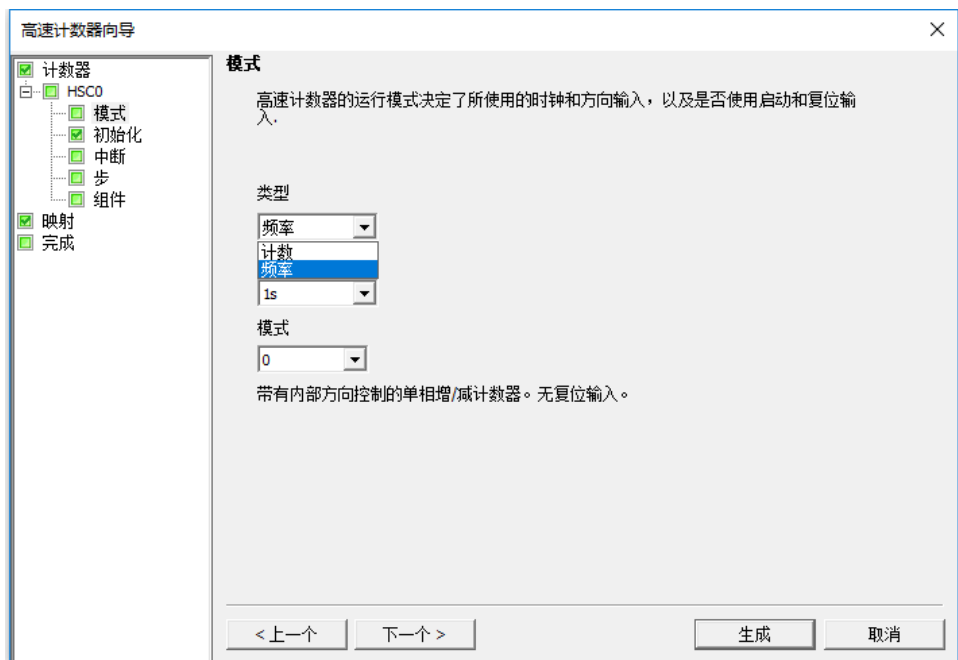 高速计数器向导
计数器
HSC0
模式
初始化
中断
步
组件
映射
完成
模式
高速计数器的运行模式决定了所使用的时钟和方向输入，以及是否使用启动和复位输
入.
类型
频率
计数
频率
1s
模式
0
带有内部方向控制的单相增/减计数器。无复位输入。
<上一个
下一个>
生成
取消